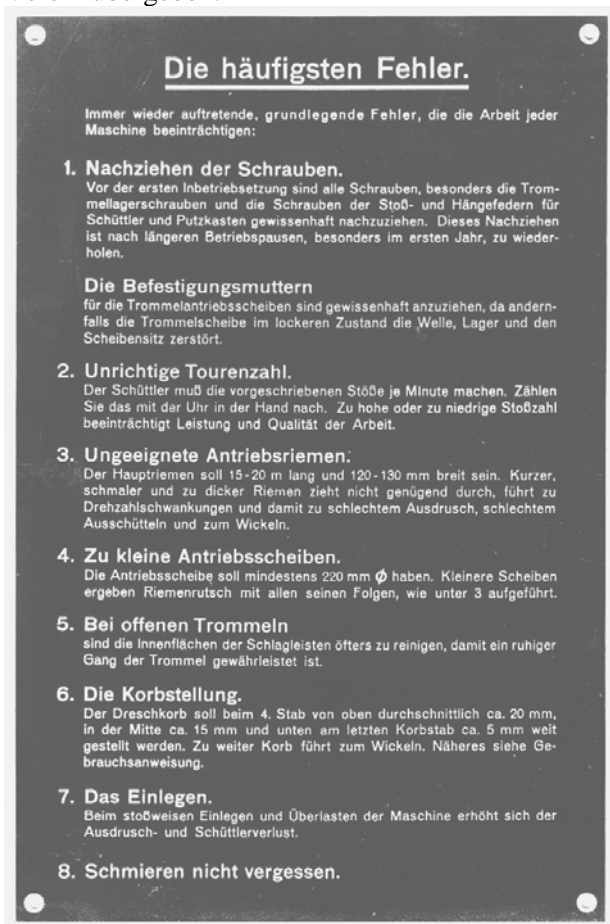 Die häufigsten Fehler.
Immer wieder auftretende, grundlegende Fehler, die die Arbeit jeder
Maschine beeinträchtigen:
1. Nachziehen der Schrauben.
Vor der ersten Inbetriebsetzung sind alle Schrauben, besonders die Trom-
mellagerschrauben und die Schrauben der Stoß- und Hängefedern für
Schüttler und Putzkasten gewissenhaft nachzuziehen. Dieses Nachziehen
ist nach längeren Betriebspausen, besonders im ersten Jahr, zu wieder-
holen.
Die Befestigungsmuttern
für die Trommelantriebsscheiben sind gewissenhaft anzuziehen, da andern-
falls die Trommelscheibe im lockeren Zustand die Welle, Lager und den
Scheibensitz zerstört.
2. Unrichtige Tourenzahl.
Der Schüttler muß die vorgeschriebenen Stöße je Minute machen. Zählen
Sie das mit der Uhr in der Hand nach. Zu hohe oder zu niedrige Stoßzahl
beeinträchtigt Leistung und Qualität der Arbeit.
3. Ungeeignete Antriebsriemen.
Der Hauptriemen soll 15-20 m lang und 120-130 mm breit sein. Kurzer,
schmaler und zu dicker Riemen zieht nicht genügend durch, führt zu
Drehzahlschwankungen und damit zu schlechtem Ausdrusch, schlechtem
Ausschütteln und zum Wickeln.
4. Zu kleine Antriebsscheiben.
Die Antriebsscheibe soll mindestens 220 mm Ø haben. Kleinere Scheiben
ergeben Riemenrutsch mit allen seinen Folgen, wie unter 3 aufgeführt.
5. Bei offenen Trommeln
sind die Innenflächen der Schlagleisten öfters zu reinigen, damit ein ruhiger
Gang der Trommel gewährleistet ist.
6. Die Korbstellung.
Der Dreschkorb soll beim 4. Stab von oben durchschnittlich ca. 20 mm,
in der Mitte ca. 15 mm und unten am letzten Korbstab ca. 5 mm weit
gestellt werden. Zu weiter Korb führt zum Wickeln. Näheres siehe Ge-
brauchsanweisung.
7. Das Einlegen.
Beim stoßweisen Einlegen und Überlasten der Maschine erhöht sich der
Ausdrusch- und Schüttlerverlust.
8. Schmieren nicht vergessen.